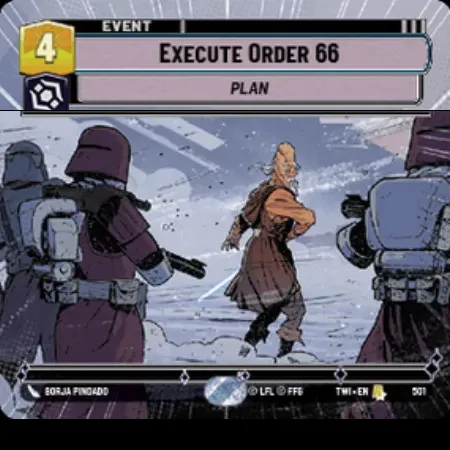 EVENT
4
EXECUTE ORDER 66
PLAN
BORJA PINDADO
© LFL © FFG
TWI • EN
501